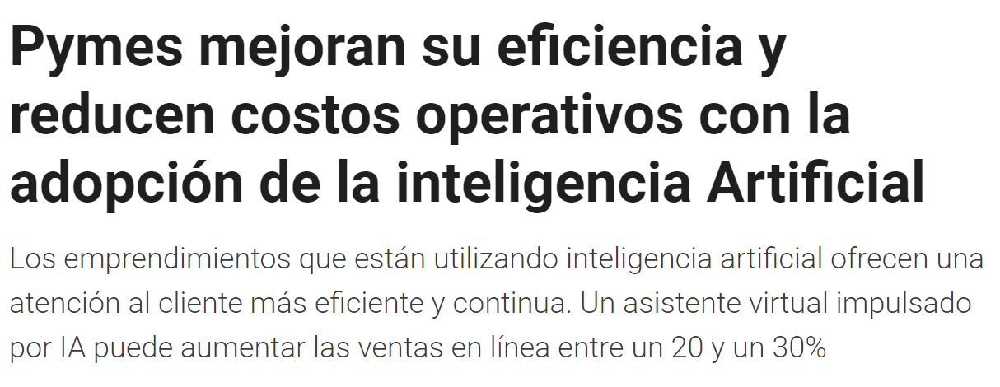 Pymes mejoran su eficiencia y
reducen costos operativos con la
adopción de la inteligencia Artificial
Los emprendimientos que están utilizando inteligencia artificial ofrecen una
atención al cliente más eficiente y continua. Un asistente virtual impulsado
por IA puede aumentar las ventas en línea entre un 20 y un 30%